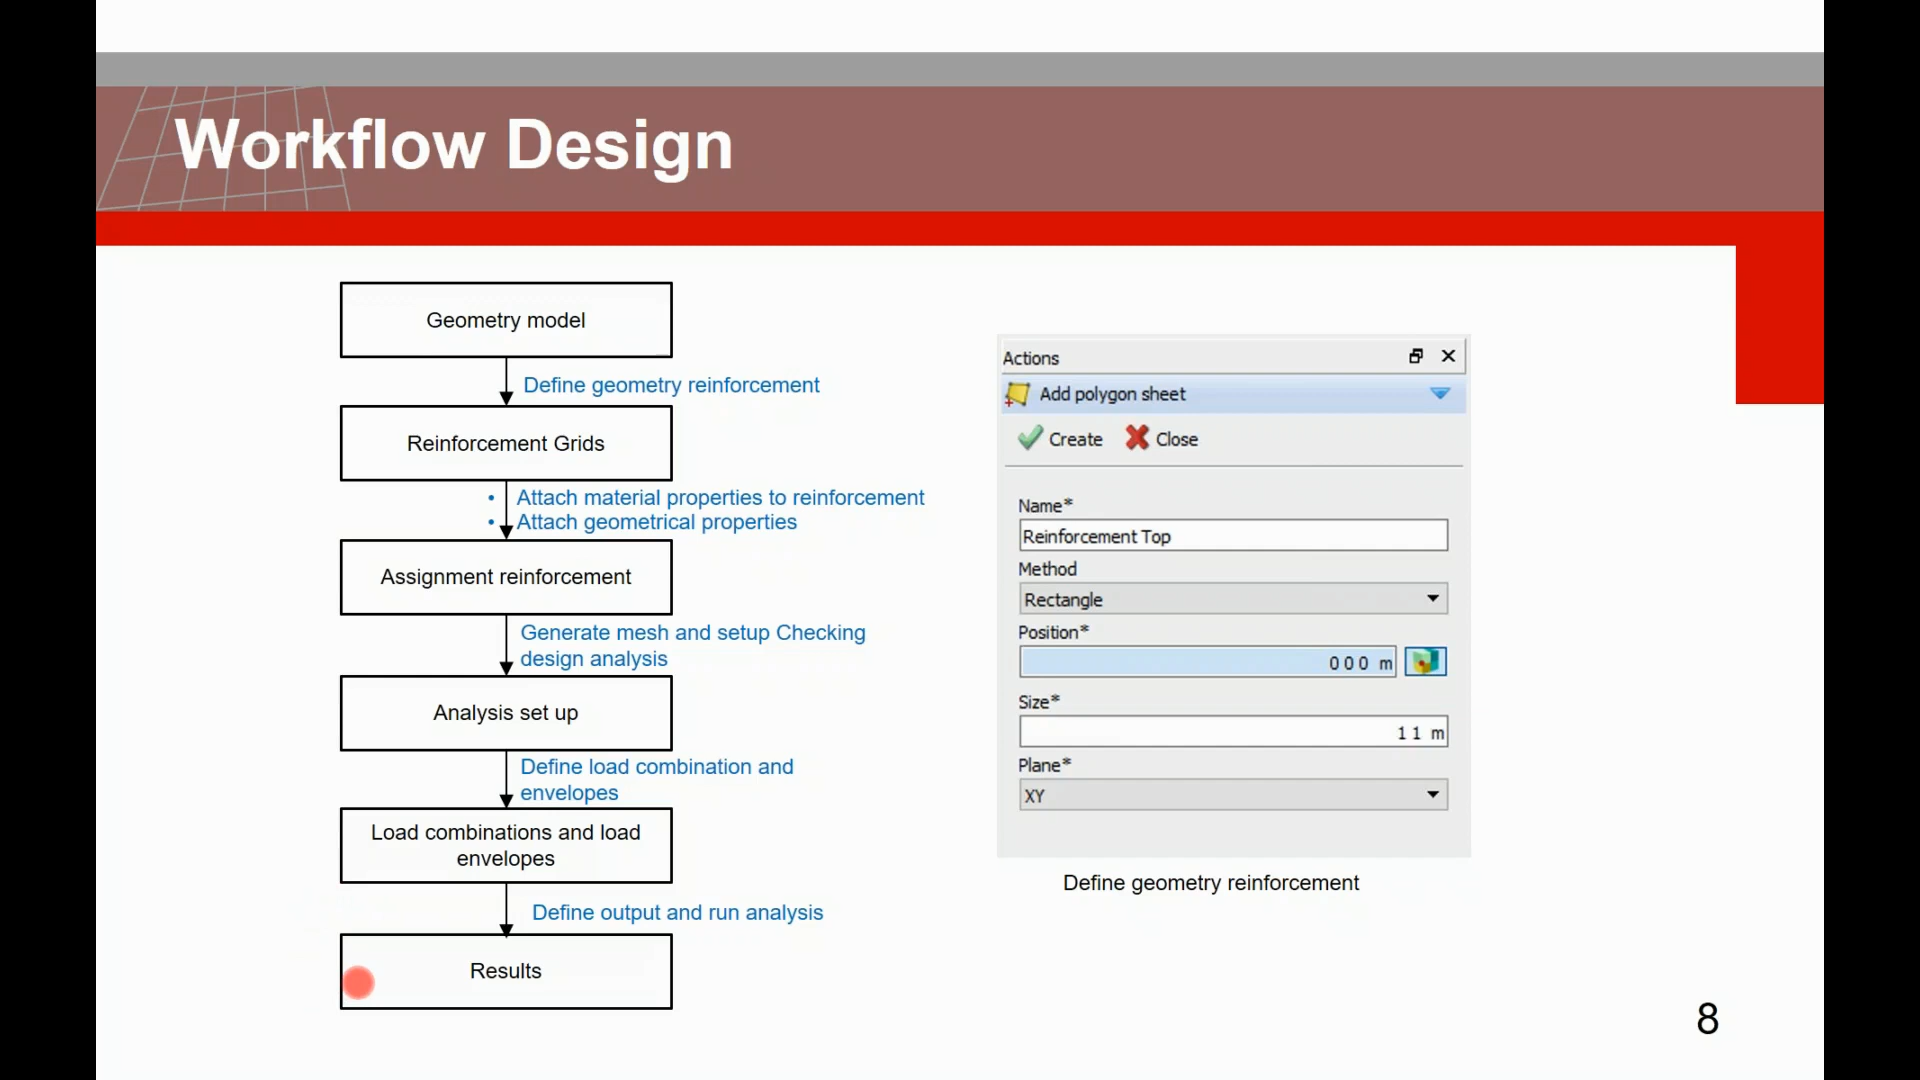 Workflow Design
Geometry model
Define geometry reinforcement
Reinforcement Grids
• Attach material properties to reinforcement
• Attach geometrical properties
Assignment reinforcement
Generate mesh and setup Checking
design analysis
Analysis set up
Define load combination and
envelopes
Load combinations and load
envelopes
Define output and run analysis
Results
Actions
Add polygon sheet
Create Close
Name*
Reinforcement Top
Method
Rectangle
Position*
0 0 0 m
Size*
1 1 m
Plane*
XY
Define geometry reinforcement
8